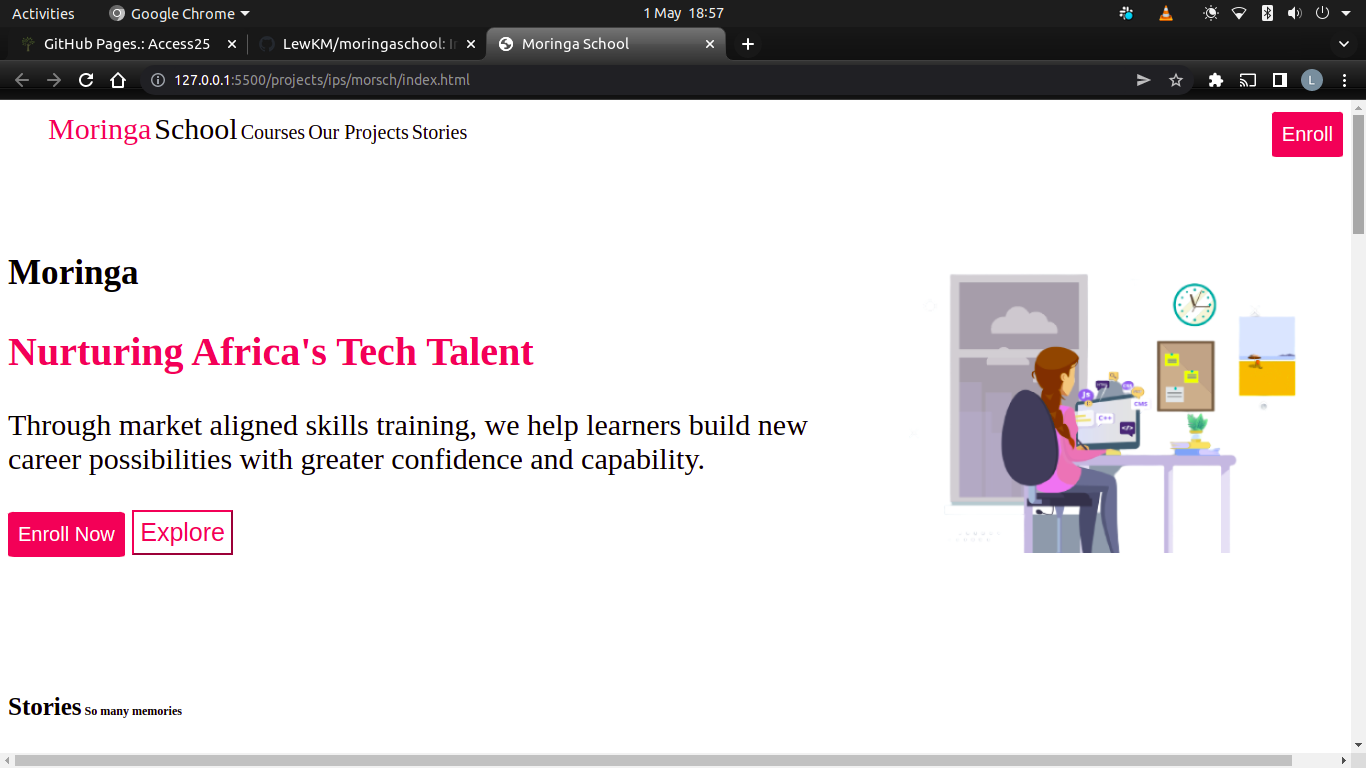 Activities Google Chrome 1 May 18:57
GitHub Pages.: Access25 LewKM/moringaschool: Moringa School
127.0.0.1:5500/projects/ips/morsch/index.html L
Moringa School Courses Our Projects Stories Enroll
Moringa
Nurturing Africa's Tech Talent
Through market aligned skills training, we help learners build new
career possibilities with greater confidence and capability.
Enroll Now Explore
JS
C++
CMS
</>
Stories So many memories